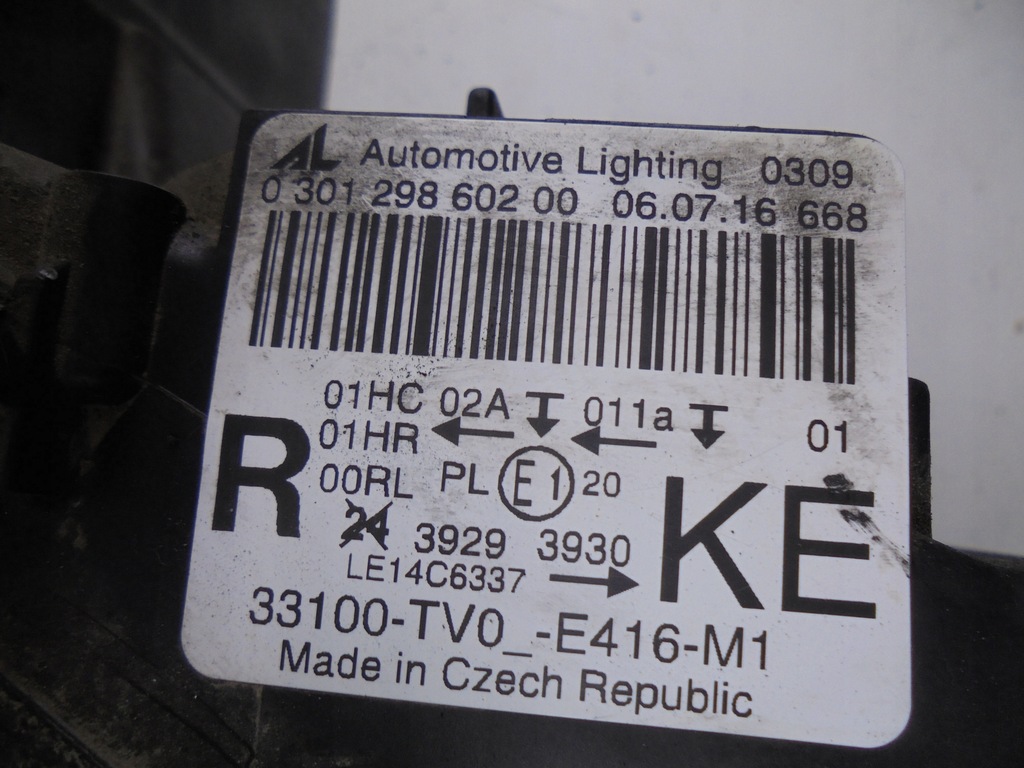 AL Automotive Lighting 0309
0 301 298 602 00 06.07.16 668
01HC 02A 011a 01
01HR
00RL PL E1 20
R
KE
24 3929 3930
LE14C6337
33100-TV0_-E416-M1
Made in Czech Republic